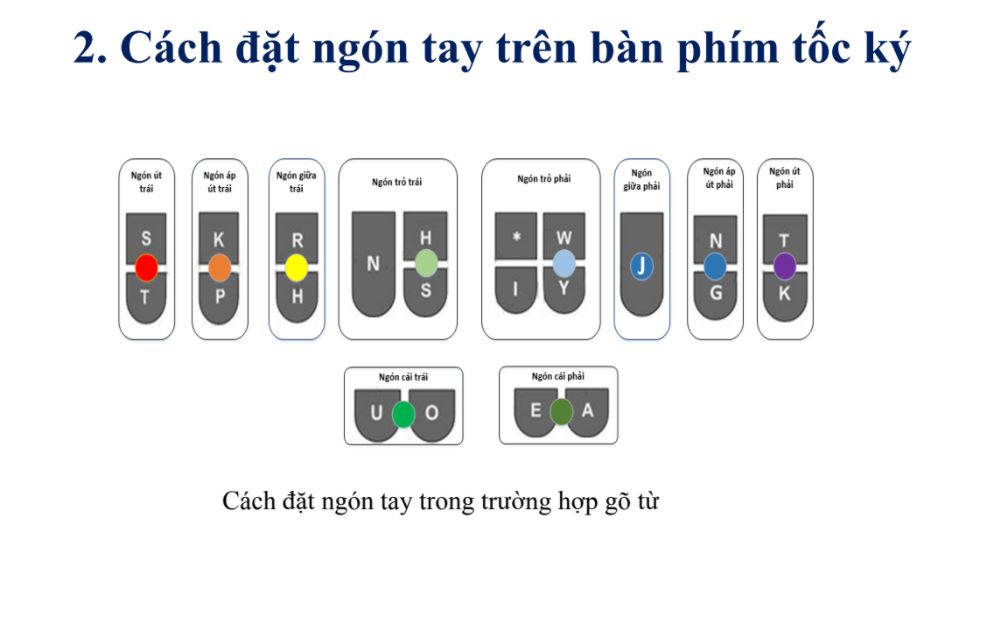 2. Cách đặt ngón tay trên bàn phím tốc ký
Ngón út
trái
Ngón áp
út trái
Ngón giữa
trái
Ngón trỏ trái
Ngón trỏ phải
Ngón
giữa phải
Ngón áp
út phải
Ngón út
phải
S K R H * W N T
N J
T P H S I Y G K
Ngón cái trái
Ngón cái phải
U O E A
Cách đặt ngón tay trong trường hợp gõ từ